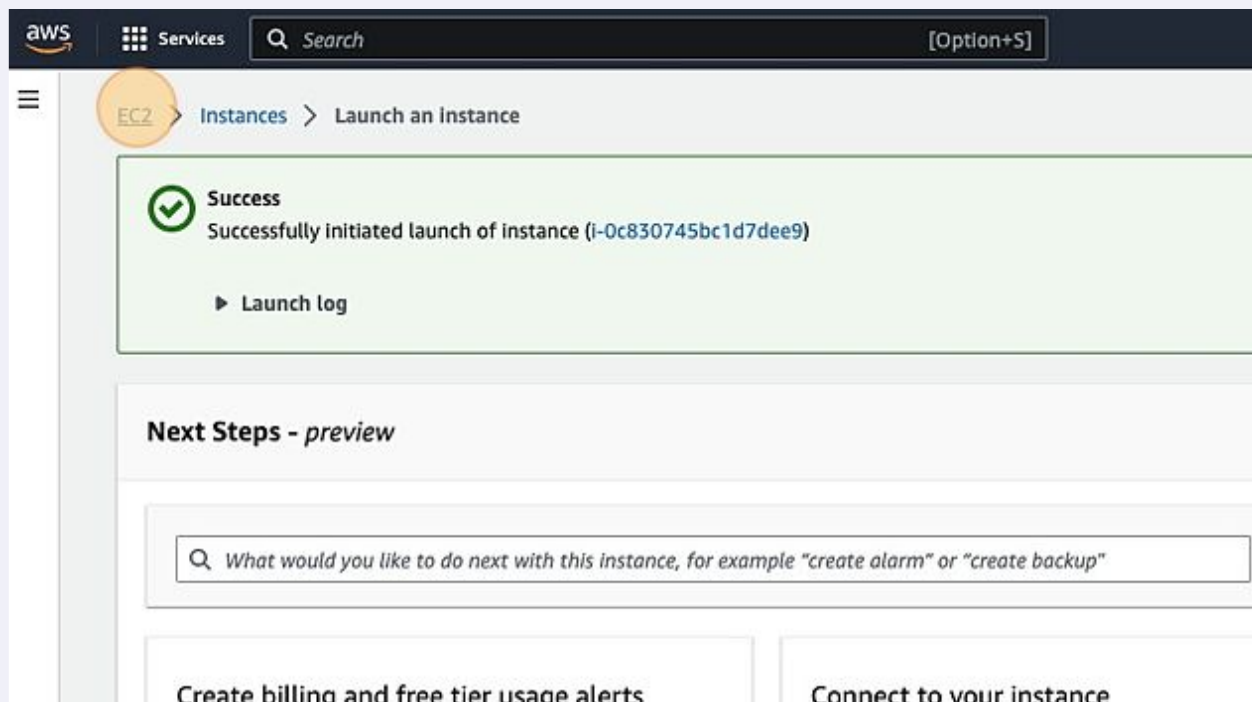 aws Services Search [Option+S]
EC2 > Instances > Launch an instance
Success
Successfully initiated launch of instance (i-0c830745bc1d7dee9)
Launch log
Next Steps - preview
What would you like to do next with this instance, for example "create alarm" or "create backup"
Create billing and free tier usage alerts
Connect to your instance